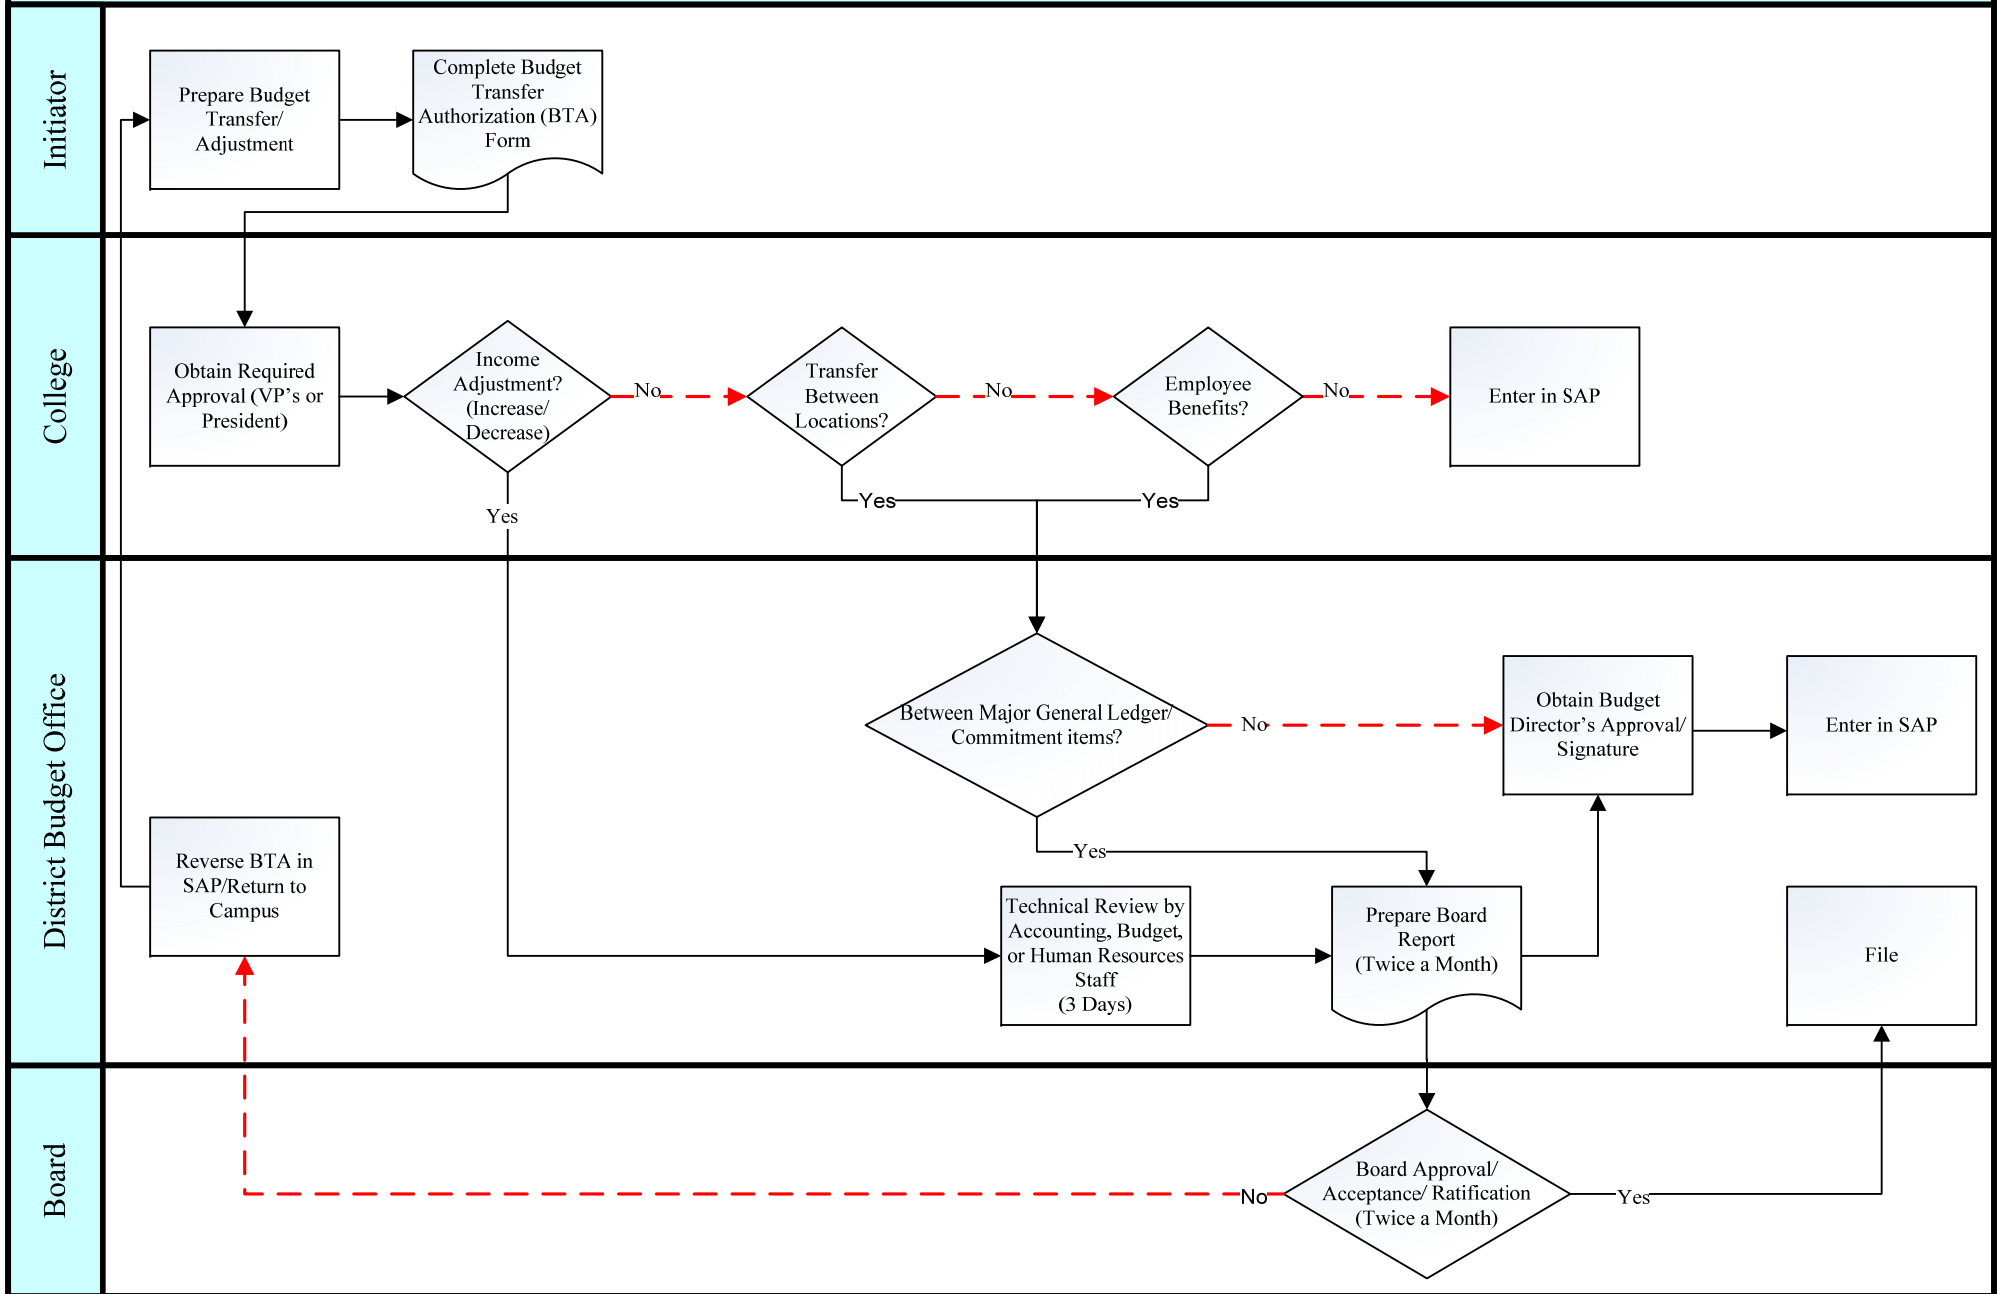 Initiator
Prepare Budget
Transfer/
Adjustment
Complete Budget
Transfer
Authorization (BTA)
Form
College
Obtain Required
Approval (VP's or
President)
Income
Adjustment?
(Increase/
Decrease)
No
Transfer
Between
Locations?
No
Employee
Benefits?
No
Enter in SAP
Yes
Yes
Yes
District Budget Office
Between Major General Ledger/
Commitment items?
No
Obtain Budget
Director's Approval/
Signature
Enter in SAP
Yes
Reverse BTA in
SAP/Return to
Campus
Technical Review by
Accounting, Budget,
or Human Resources
Staff
(3 Days)
Prepare Board
Report
(Twice a Month)
File
Board
No
Board Approval/
Acceptance/ Ratification
(Twice a Month)
Yes